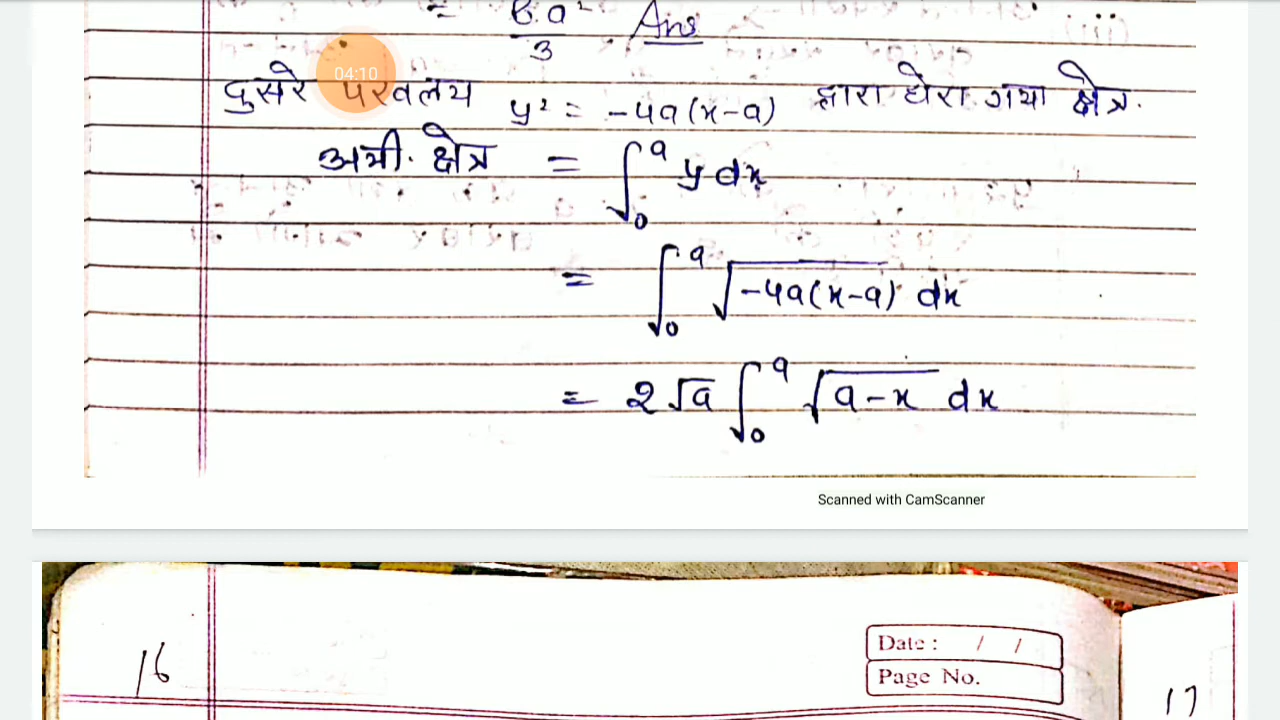 = 8a² Ans
3
04:10
दुसरे परवलय y² = -4a(x-a) द्वारा घेरा गया क्षेत्र.
अभी. क्षेत्र = ∫₀ᵃ y dx
= ∫₀ᵃ √-4a(x-a) dx
= 2√a ∫₀ᵃ √a-x dx
Scanned with CamScanner
16
Date : / /
Page No.
17